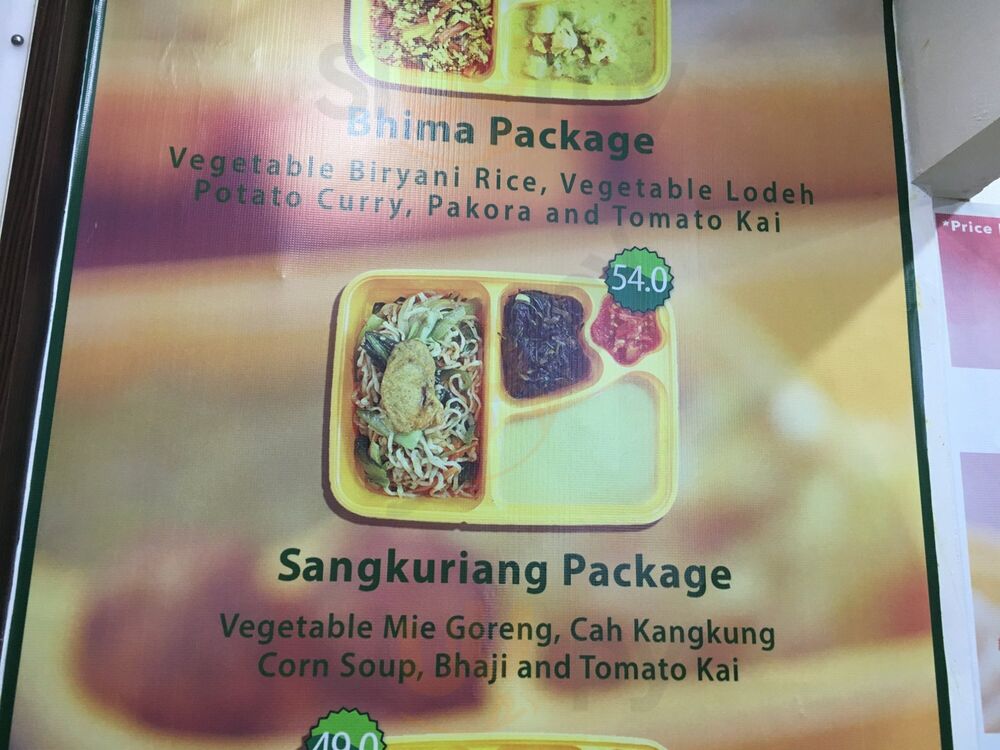 Bhima Package
Vegetable Biryani Rice, Vegetable Lodeh
Potato Curry, Pakora and Tomato Kai
*Price
54.0
Sangkuriang Package
Vegetable Mie Goreng, Cah Kangkung
Corn Soup, Bhaji and Tomato Kai
49.0